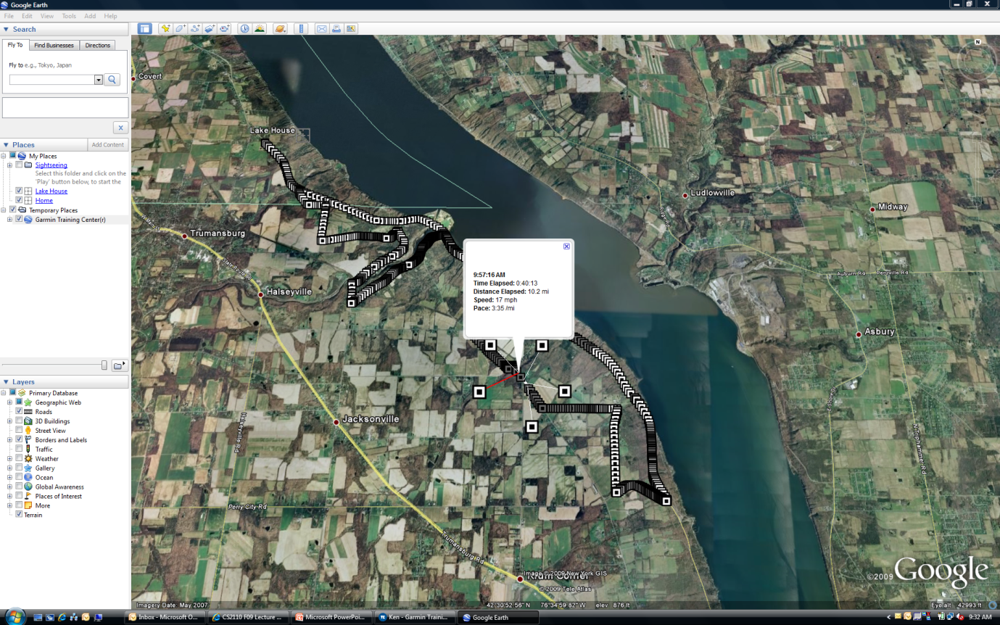 Google Earth
File Edit View Tools Add Help
Search
Fly To Find Businesses Directions
Fly to e.g., Tokyo, Japan
Places Add Content
My Places
Sightseeing
Select this folder and click on the
'Play' button below, to start the
Lake House
Home
Temporary Places
Garmin Training Center(r)
Layers
Primary Database
Geographic Web
Roads
3D Buildings
Street View
Borders and Labels
Traffic
Weather
Gallery
Ocean
Global Awareness
Places of Interest
More
Terrain
N
Covert
Lake House
Ludlowville
Midway
Trumansburg
State Route
Halseyville
Auburn Rd Peruville Rd
Asbury
9:57:16 AM
Time Elapsed: 0:40:13
Distance Elapsed: 10.2 mi
Speed: 17 mph
Pace: 3:35 /mi
Jacksonville
Halseyville Rd
N Triphammer Rd
Perry City Rd
Trumansburg Rd
Krum Corner
Image © 2009 New York GIS
© 2009 Tele Atlas
©2009 Google
Imagery Date: May 2007
42°30'52.56" N 76°34'59.82" W elev 876 ft
Eye alt 42993 ft
Inbox - Microsoft O...
CS2110 F09 Lecture ...
Microsoft PowerPoi...
Ken - Garmin Traini...
Google Earth
9:32 AM